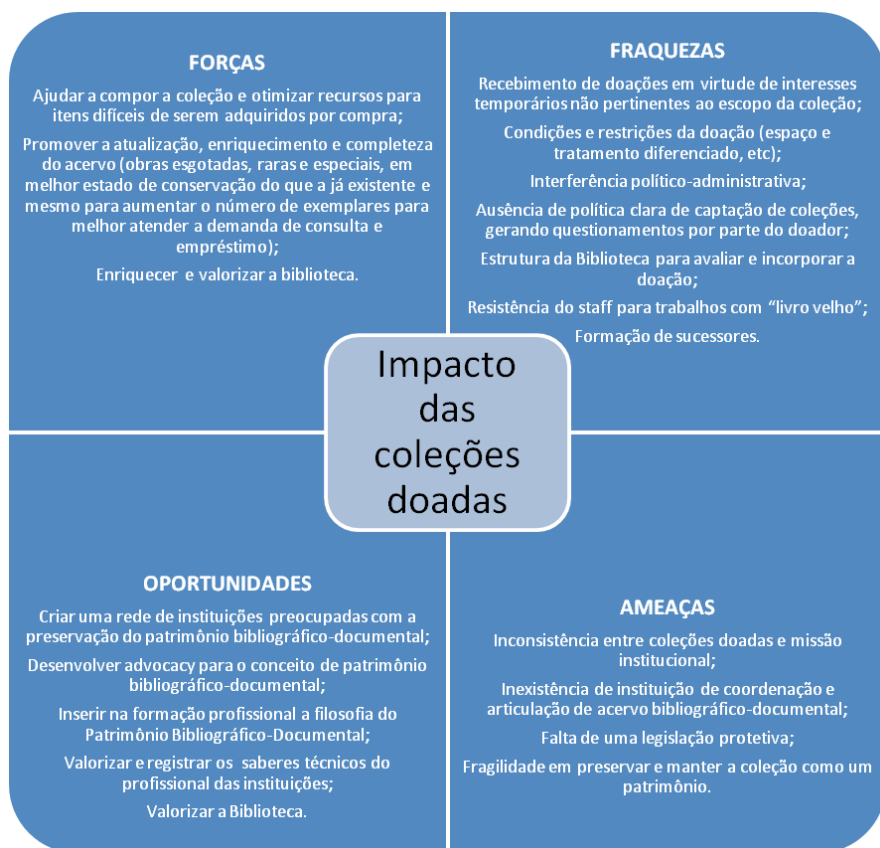 FORÇAS
Ajudar a compor a coleção e otimizar recursos para
itens difíceis de serem adquiridos por compra;
Promover a atualização, enriquecimento e completeza
do acervo (obras esgotadas, raras e especiais, em
melhor estado de conservação do que a já existente e
mesmo para aumentar o número de exemplares para
melhor atender a demanda de consulta e
empréstimo);
Enriquecer e valorizar a biblioteca.
FRAQUEZAS
Recebimento de doações em virtude de interesses
temporários não pertinentes ao escopo da coleção;
Condições e restrições da doação (espaço e
tratamento diferenciado, etc);
Interferência político-administrativa;
Ausência de política clara de captação de coleções,
gerando questionamentos por parte do doador;
Estrutura da Biblioteca para avaliar e incorporar a
doação;
Resistência do staff para trabalhos com “livro velho”;
Formação de sucessores.
Impacto
das
coleções
doadas
OPORTUNIDADES
Criar uma rede de instituições preocupadas com a
preservação do patrimônio bibliográfico-documental;
Desenvolver advocacy para o conceito de patrimônio
bibliográfico-documental;
Inserir na formação profissional a filosofia do
Patrimônio Bibliográfico-Documental;
Valorizar e registrar os saberes técnicos do
profissional das instituições;
Valorizar a Biblioteca.
AMEAÇAS
Inconsistência entre coleções doadas e missão
institucional;
Inexistência de instituição de coordenação e
articulação de acervo bibliográfico-documental;
Falta de uma legislação protetiva;
Fragilidade em preservar e manter a coleção como um
patrimônio.